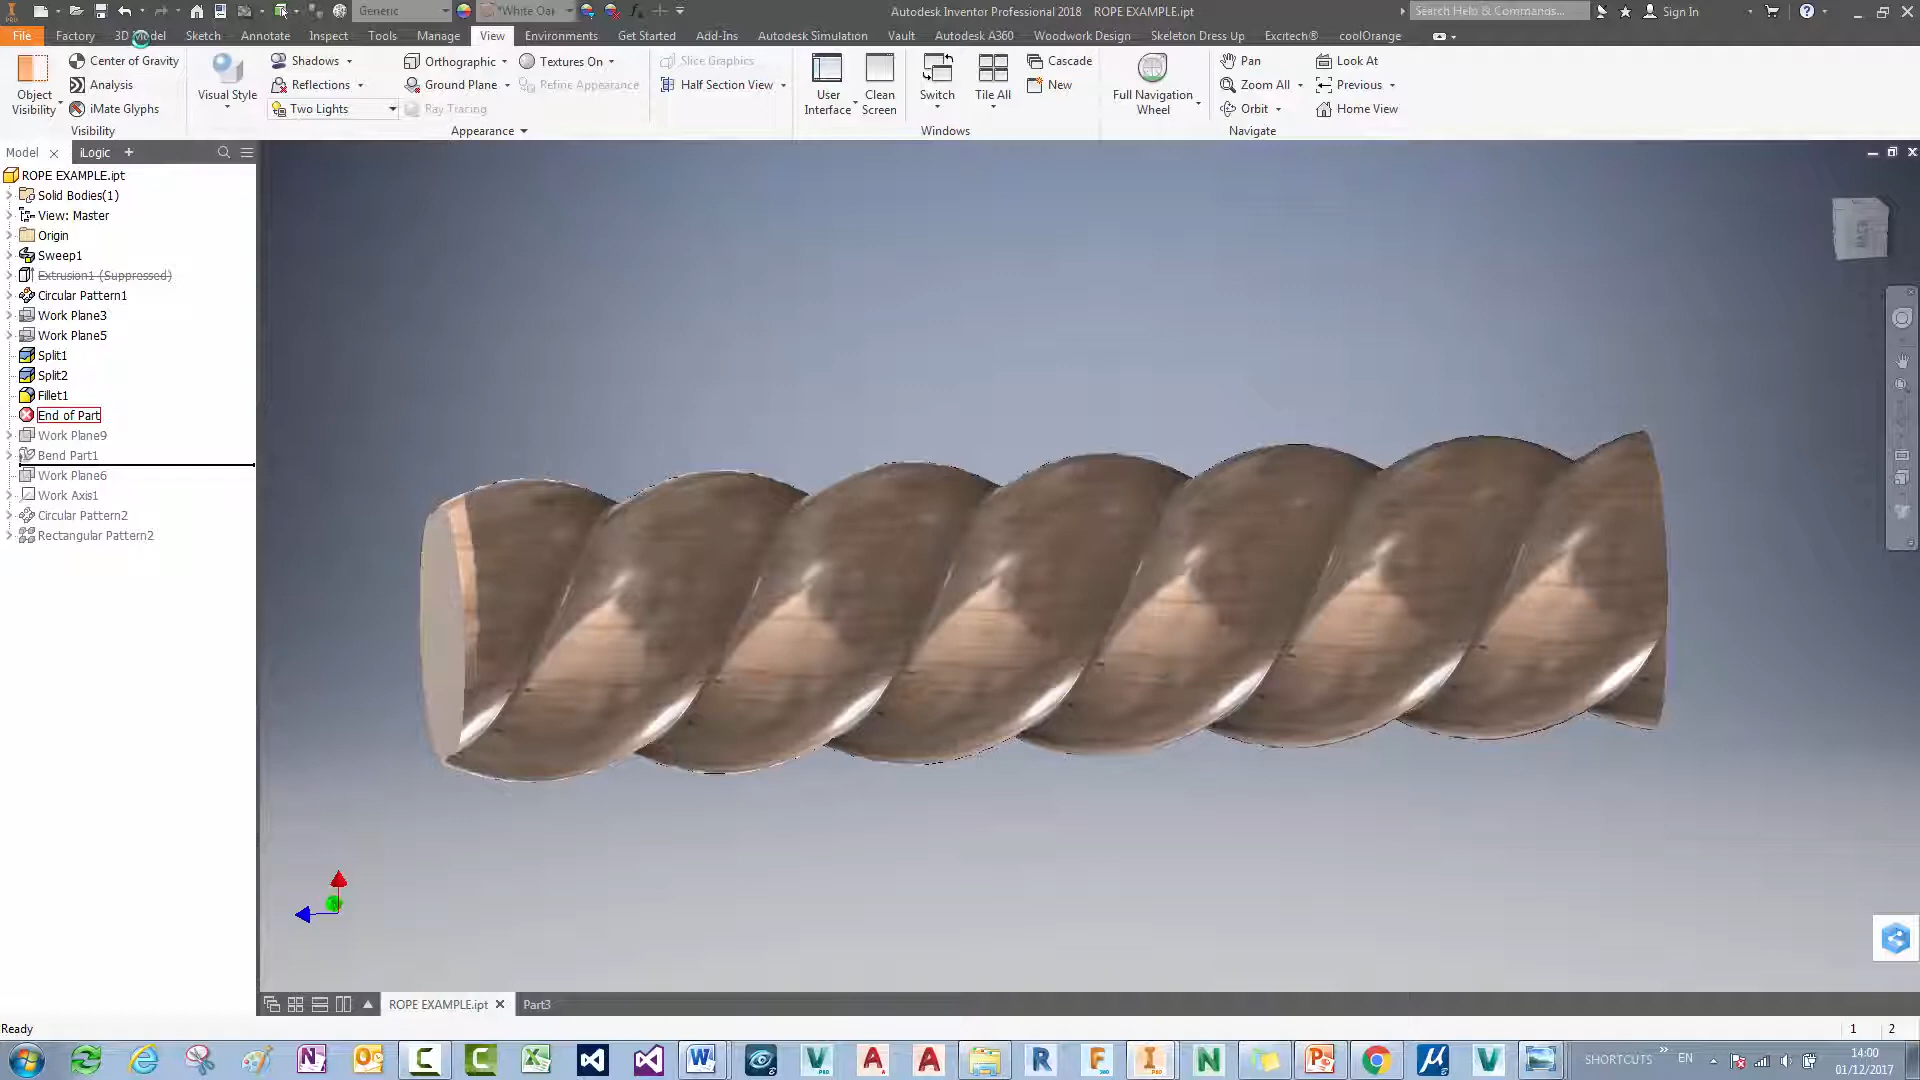 Generic
*White Oak
Autodesk Inventor Professional 2018 ROPE EXAMPLE.ipt
Search Help & Commands...
Sign In
File Factory 3D Model Sketch Annotate Inspect Tools Manage View Environments Get Started Add-Ins Autodesk Simulation Vault Autodesk A360 Woodwork Design Skeleton Dress Up Excitech® coolOrange
Object Visibility
Center of Gravity
Analysis
iMate Glyphs
Visibility
Visual Style
Shadows
Reflections
Two Lights
Orthographic
Ground Plane
Ray Tracing
Textures On
Refine Appearance
Appearance
Slice Graphics
Half Section View
User Interface
Clean Screen
Switch
Tile All
Cascade
New
Windows
Full Navigation Wheel
Pan
Zoom All
Orbit
Look At
Previous
Home View
Navigate
Model iLogic +
ROPE EXAMPLE.ipt
Solid Bodies(1)
View: Master
Origin
Sweep1
Extrusion1 (Suppressed)
Circular Pattern1
Work Plane3
Work Plane5
Split1
Split2
Fillet1
End of Part
Work Plane9
Bend Part1
Work Plane6
Work Axis1
Circular Pattern2
Rectangular Pattern2
BACK
ROPE EXAMPLE.ipt Part3
Ready
1 2
SHORTCUTS
EN
14:00
01/12/2017